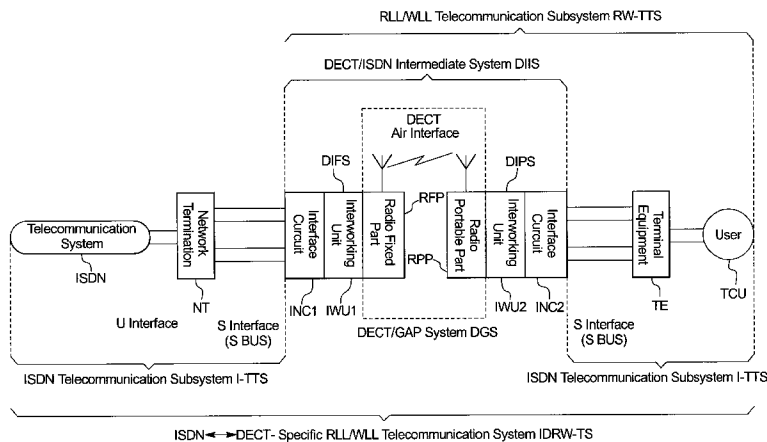 RLL/WLL Telecommunication Subsystem RW-TTS
DECT/ISDN Intermediate System DIIS
DECT
Air Interface
DIFS
DIPS
Telecommunication
System
Network
Termination
Interface
Curcuit
Interworking
Unit
Radio Fixed
Part
RFP
RPP
Radio
Portable Part
Interworking
Unit
Interface
Circuit
Terminal
Equipment
User
ISDN
NT
INC1
IWU1
IWU2
INC2
TE
TCU
U Interface
S Interface
(S BUS)
DECT/GAP System DGS
S Interface
(S BUS)
ISDN Telecommunication Subsystem I-TTS
ISDN Telecommunication Subsystem I-TTS
ISDN◄►DECT- Specific RLL/WLL Telecommunication System IDRW-TS